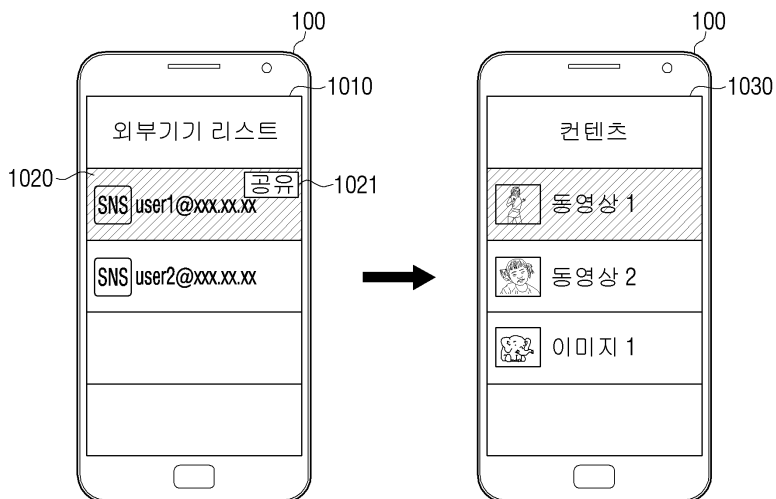 100
1010
외부기기 리스트
1020
공유
1021
SNS user1@xxx.xx.xx
SNS user2@xxx.xx.xx
100
1030
컨텐츠
동영상 1
동영상 2
이미지 1